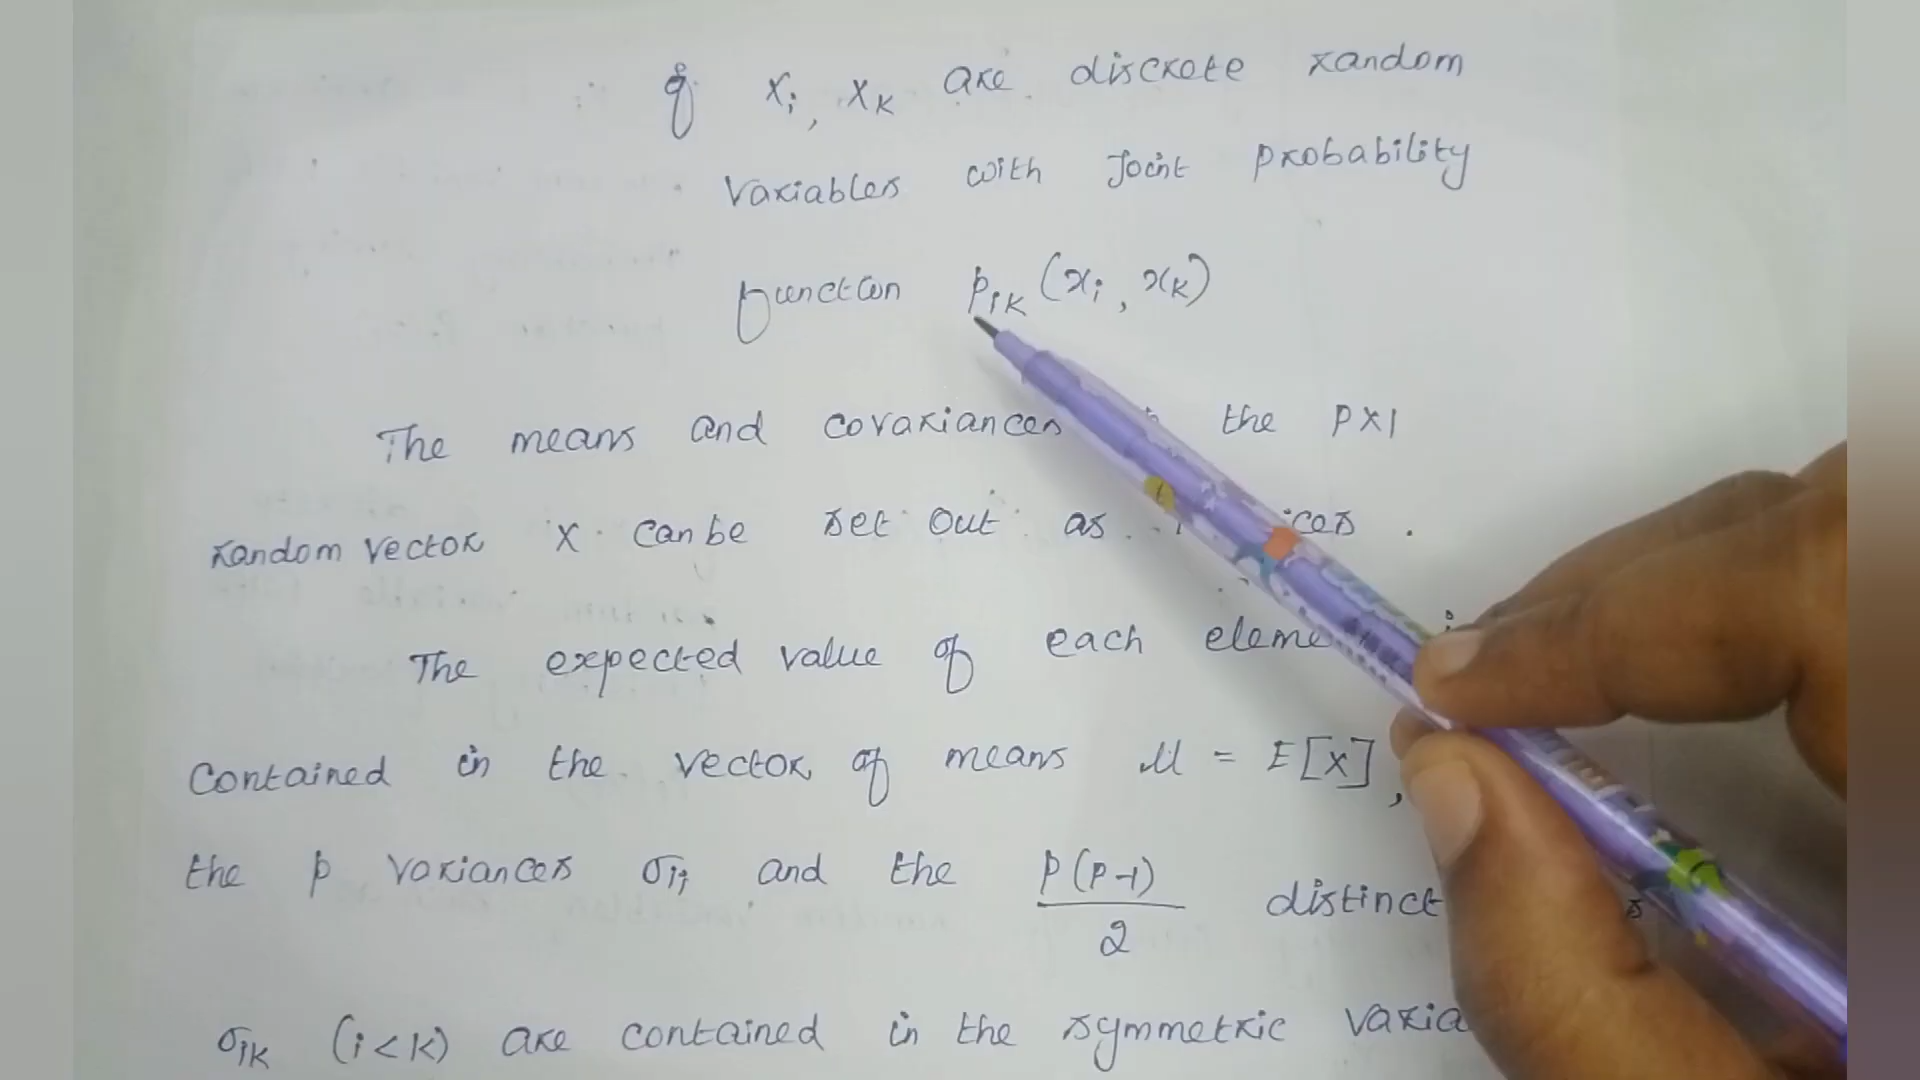 if Xi, XK are discrete random
variables with Joint probability
function piK (xi, xK)
The means and covariances the PX1
random vector X can be set out as
The expected value of each
contained in the vector of means μ = E[X],
the p variances σii and the P(P-1)/2 distinct
σiK (i<K) are contained in the symmetric